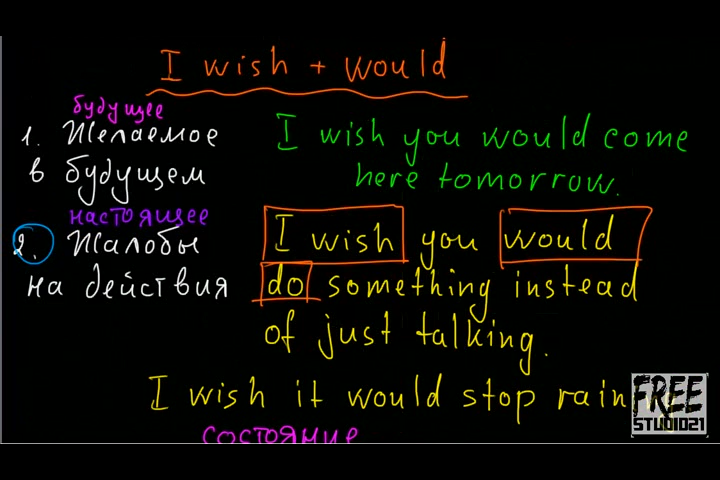 I wish + would
будущее
1. Желаемое
в будущем
I wish you would come
here tomorrow.
настоящее
2. Жалобы
на действия
I wish you would
do something instead
of just talking.
I wish it would stop
состояние
FREE
STUDIO21